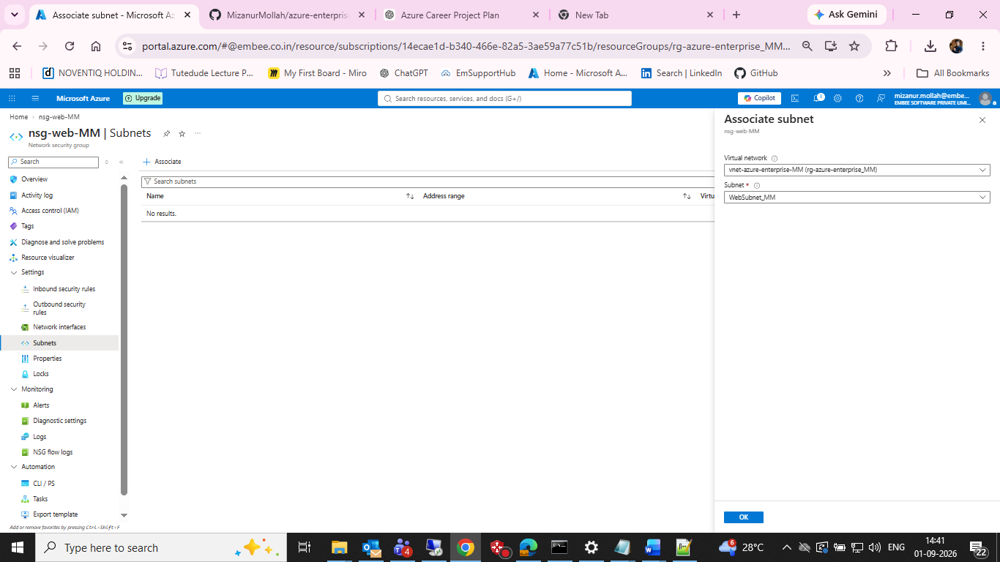 Associate subnet - Microsoft Az
MizanurMollah/azure-enterprise
Azure Career Project Plan
New Tab
Ask Gemini
portal.azure.com/#@embee.co.in/resource/subscriptions/14ecae1d-b340-466e-82a5-3ae59a77c51b/resourceGroups/rg-azure-enterprise_MM...
NOVENTIQ HOLDIN...
Tutedude Lecture P...
My First Board - Miro
ChatGPT
EmSupportHub
Home - Microsoft A...
Search | LinkedIn
GitHub
All Bookmarks
Microsoft Azure
Upgrade
Search resources, services, and docs (G+/)
Copilot
3
mizanur.mollah@embe...
EMBEE SOFTWARE PRIVATE LIMI...
Home > nsg-web-MM
nsg-web-MM | Subnets
Network security group
Search
Overview
Activity log
Access control (IAM)
Tags
Diagnose and solve problems
Resource visualizer
Settings
Inbound security rules
Outbound security
rules
Network interfaces
Subnets
Properties
Locks
Monitoring
Alerts
Diagnostic settings
Logs
NSG flow logs
Automation
CLI / PS
Tasks
Export template
Add or remove favorites by pressing Ctrl+Shift+F
Associate
Search subnets
Name
Address range
Virtu
No results.
Associate subnet
nsg-web-MM
Virtual network
vnet-azure-enterprise-MM (rg-azure-enterprise_MM)
Subnet *
WebSubnet_MM
OK
Type here to search
4
6
28°C
ENG
14:41
01-09-2026
22